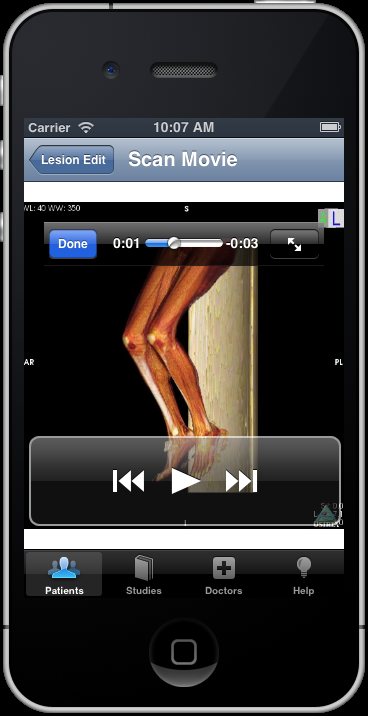 Carrier 10:07 AM
Lesion Edit Scan Movie
WL: 40 WW: 350 S L
Done 0:01 -0:03
AR PL
I
Patients Studies Doctors Help